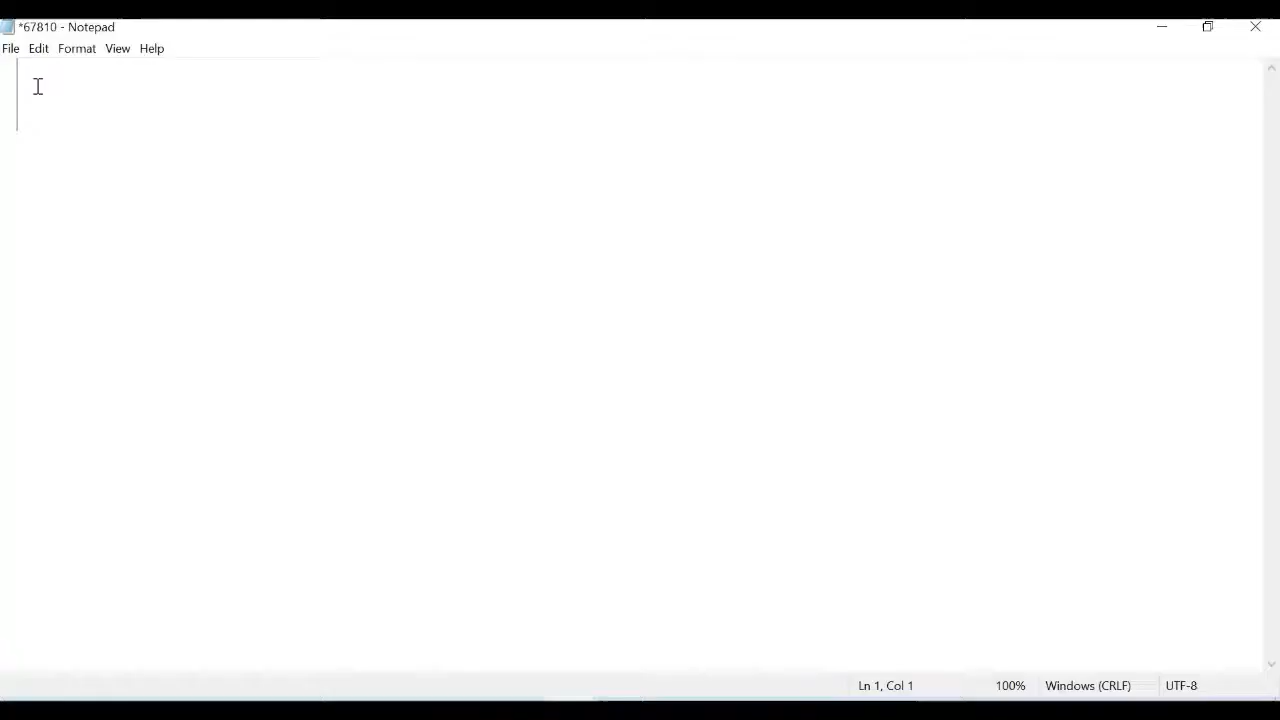 *67810 - Notepad
File Edit Format View Help
Ln 1, Col 1 100% Windows (CRLF) UTF-8